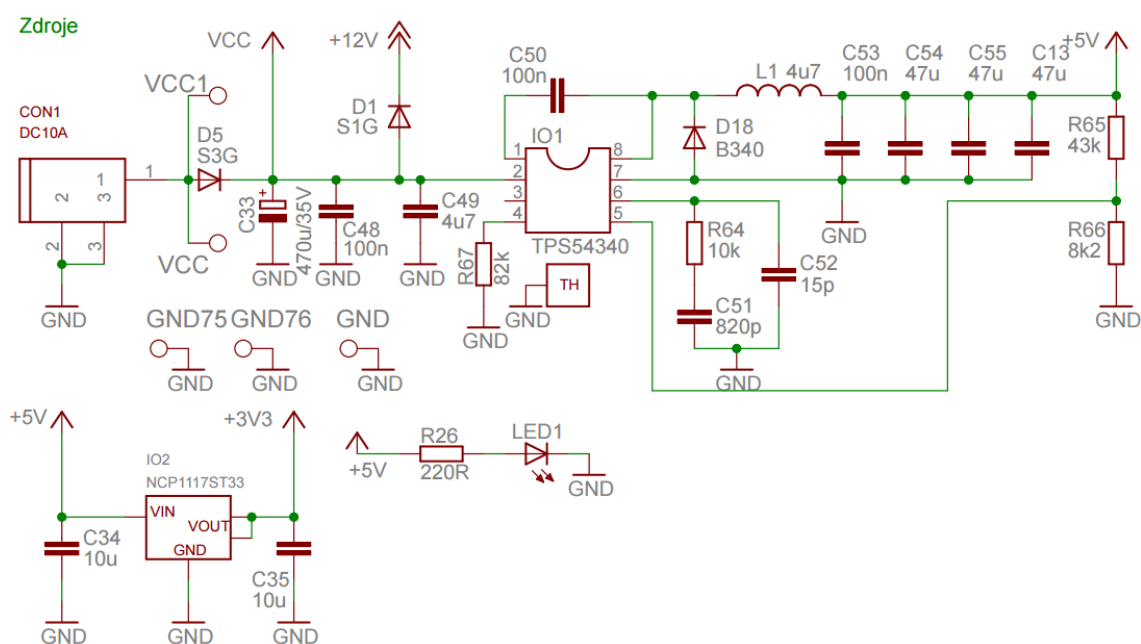 Zdroje
VCC
+12V
C50
100n
C53
100n
C54
47u
C55
47u
C13
47u
+5V
L1 4u7
VCC1
CON1
DC10A
D5
S3G
D1
S1G
IO1
D18
B340
R65
43k
1
2
1
3
2
3
C33
+
470u/35V
C48
100n
C49
4u7
1
2
3
4
8
7
6
5
TPS54340
R67
82k
R64
10k
C52
15p
C51
820p
R66
8k2
TH
VCC
GND
GND
GND
GND
GND
GND
GND
GND
GND
GND75
GND76
GND
GND
GND
GND
+5V
+3V3
IO2
NCP1117ST33
VIN
VOUT
GND
C34
10u
C35
10u
GND
GND
GND
+5V
R26
220R
LED1
GND